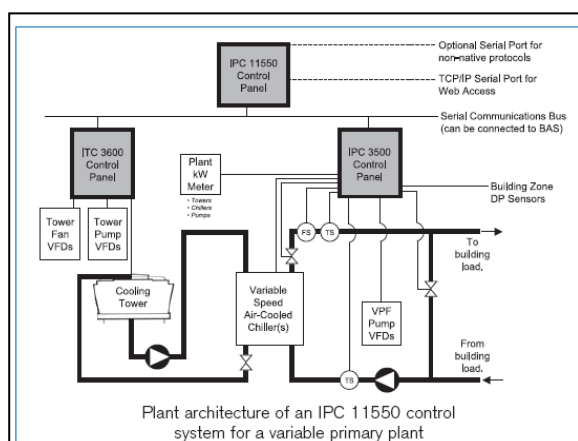 Optional Serial Port for
non-native protocols
IPC 11550
Control
Panel
TCP/IP Serial Port for
Web Access
Serial Communications Bus
(can be connected to BAS)
ITC 3600
Control
Panel
Plant
kW
Meter
• Towers
• Chillers
• Pumps
IPC 3500
Control
Panel
Building Zone
DP Sensors
Tower
Fan
VFDs
Tower
Pump
VFDs
FS
TS
To
building
load.
Cooling
Tower
Variable
Speed
Air-Cooled
Chiller(s)
VPF
Pump
VFDs
From
building
load.
TS
Plant architecture of an IPC 11550 control
system for a variable primary plant